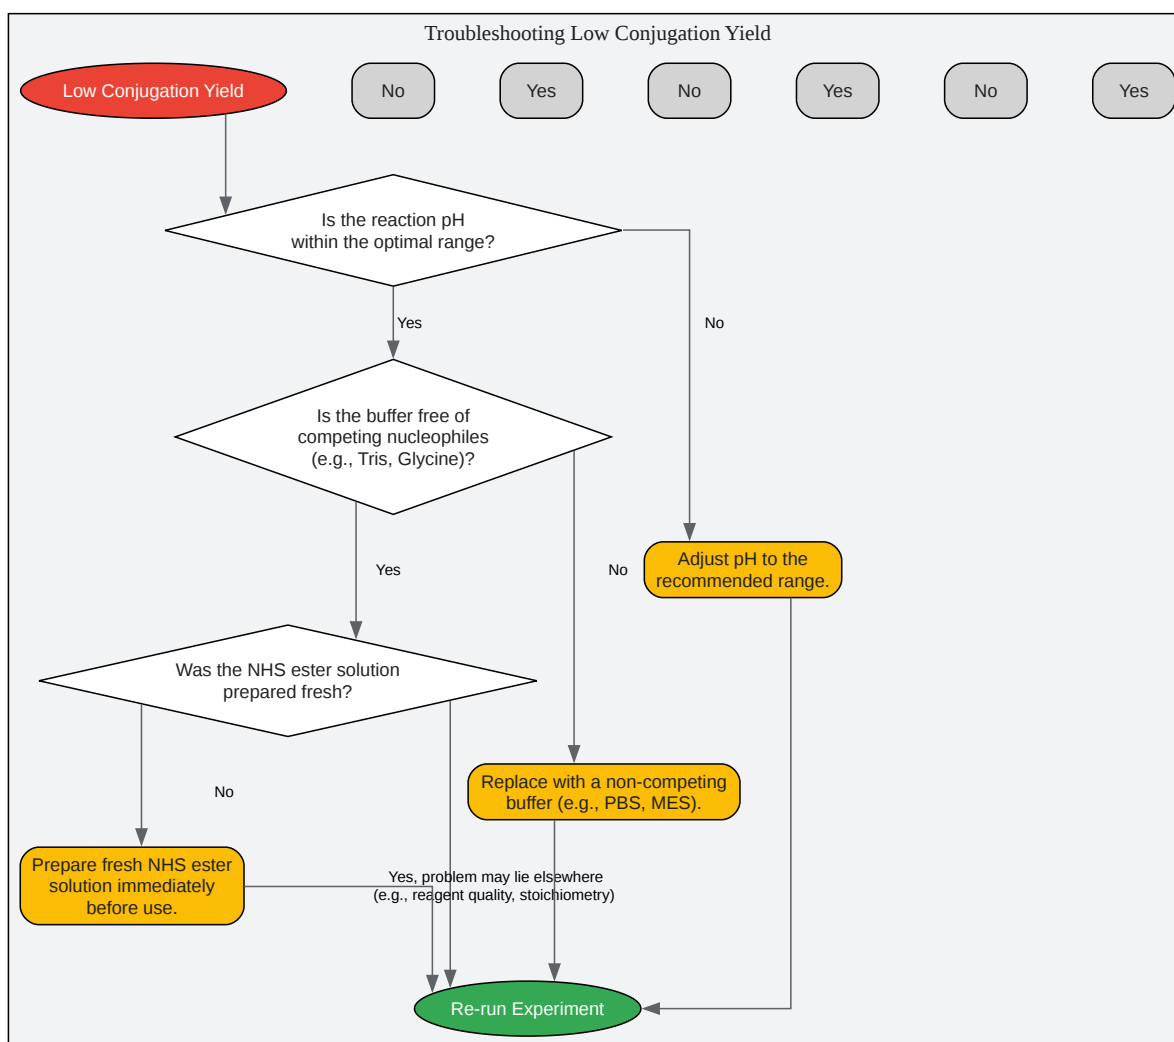 Troubleshooting Low Conjugation Yield
Low Conjugation Yield
No
Yes
No
Yes
No
Yes
Is the reaction pH
within the optimal range?
Yes
No
Is the buffer free of
competing nucleophiles
(e.g., Tris, Glycine)?
Yes
No
Adjust pH to the
recommended range.
Was the NHS ester solution
prepared fresh?
No
Replace with a non-competing
buffer (e.g., PBS, MES).
Prepare fresh NHS ester
solution immediately
before use.
Yes, problem may lie elsewhere
(e.g., reagent quality, stoichiometry)
Re-run Experiment